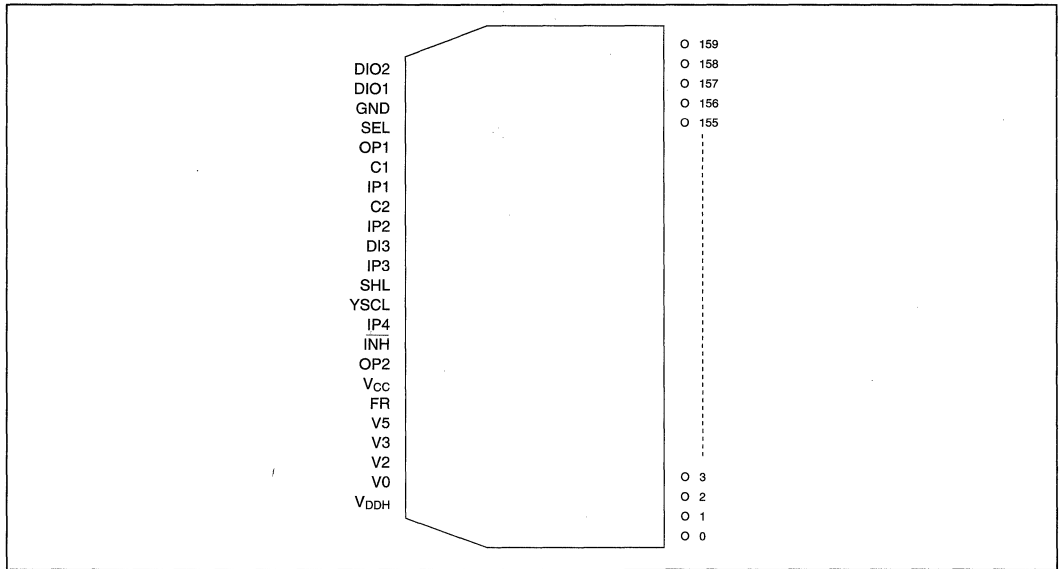 DIO2
DIO1
GND
SEL
OP1
C1
IP1
C2
IP2
DI3
IP3
SHL
YSCL
IP4
I̅N̅H̅
OP2
VCC
FR
V5
V3
V2
V0
VDDH
O 159
O 158
O 157
O 156
O 155
O 3
O 2
O 1
O 0